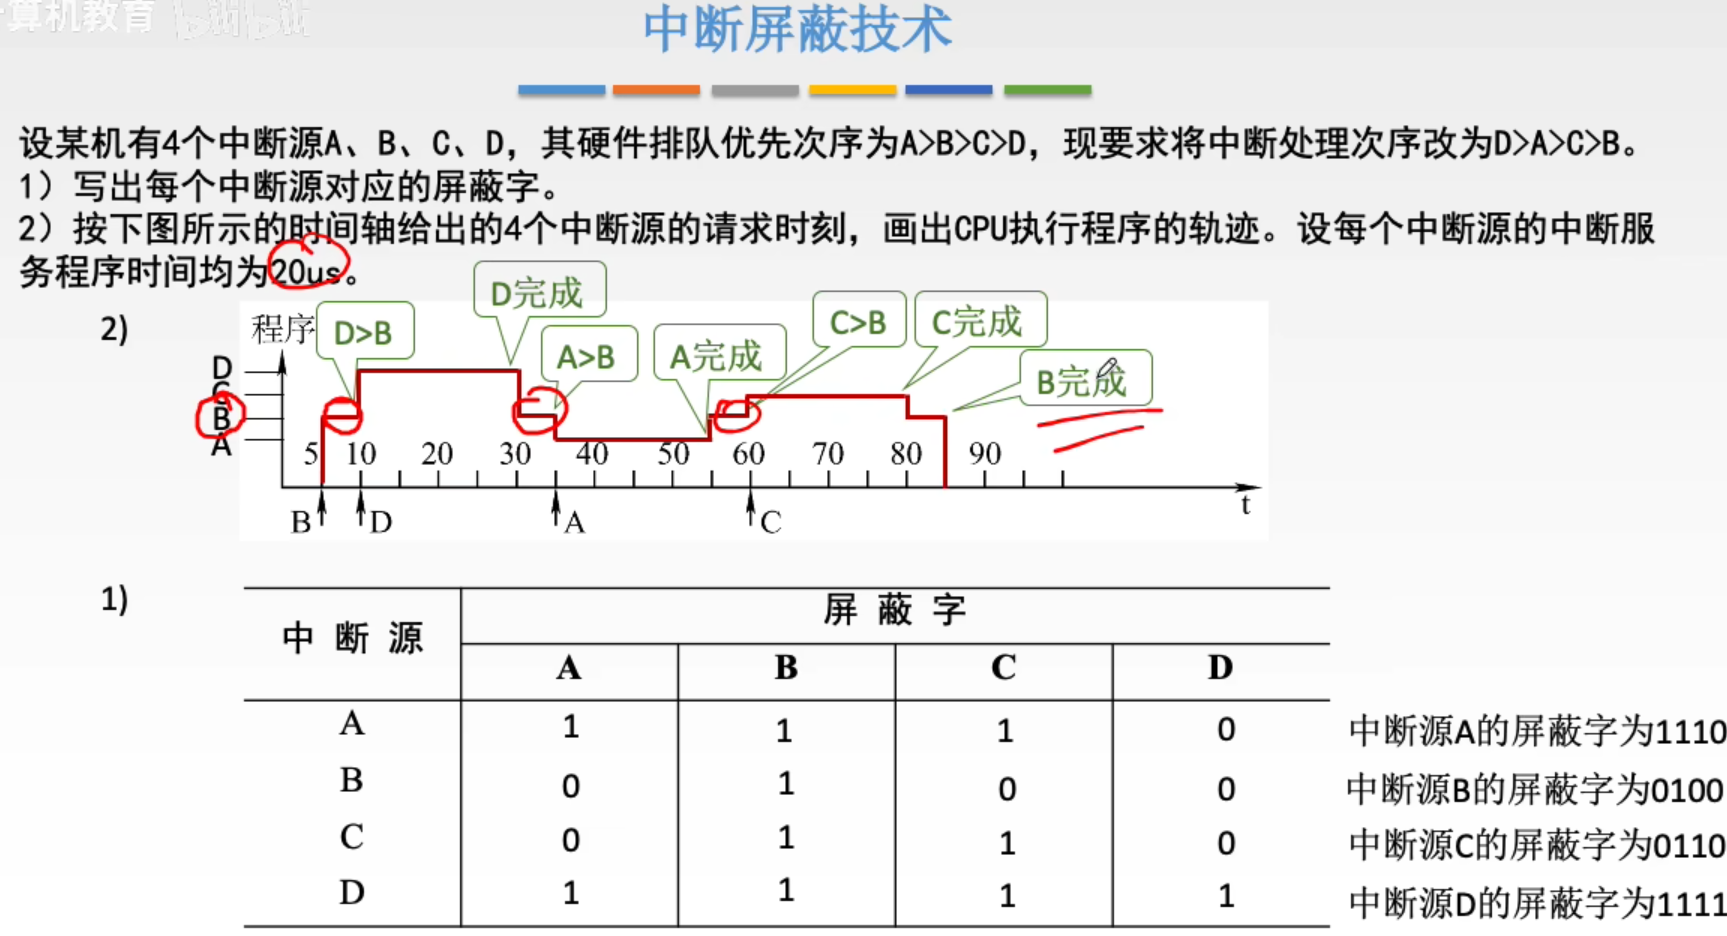 算机教育 bilibili
中断屏蔽技术
设某机有4个中断源A、B、C、D，其硬件排队优先次序为A>B>C>D，现要求将中断处理次序改为D>A>C>B。
1）写出每个中断源对应的屏蔽字。
2）按下图所示的时间轴给出的4个中断源的请求时刻，画出CPU执行程序的轨迹。设每个中断源的中断服
务程序时间均为20us。
2)
程序
D>B
D完成
A>B
A完成
C>B
C完成
B完成
D
C
B
A
5 10 20 30 40 50 60 70 80 90
t
B D A C
1)
中断源 屏蔽字
A B C D
A 1 1 1 0 中断源A的屏蔽字为1110
B 0 1 0 0 中断源B的屏蔽字为0100
C 0 1 1 0 中断源C的屏蔽字为0110
D 1 1 1 1 中断源D的屏蔽字为1111